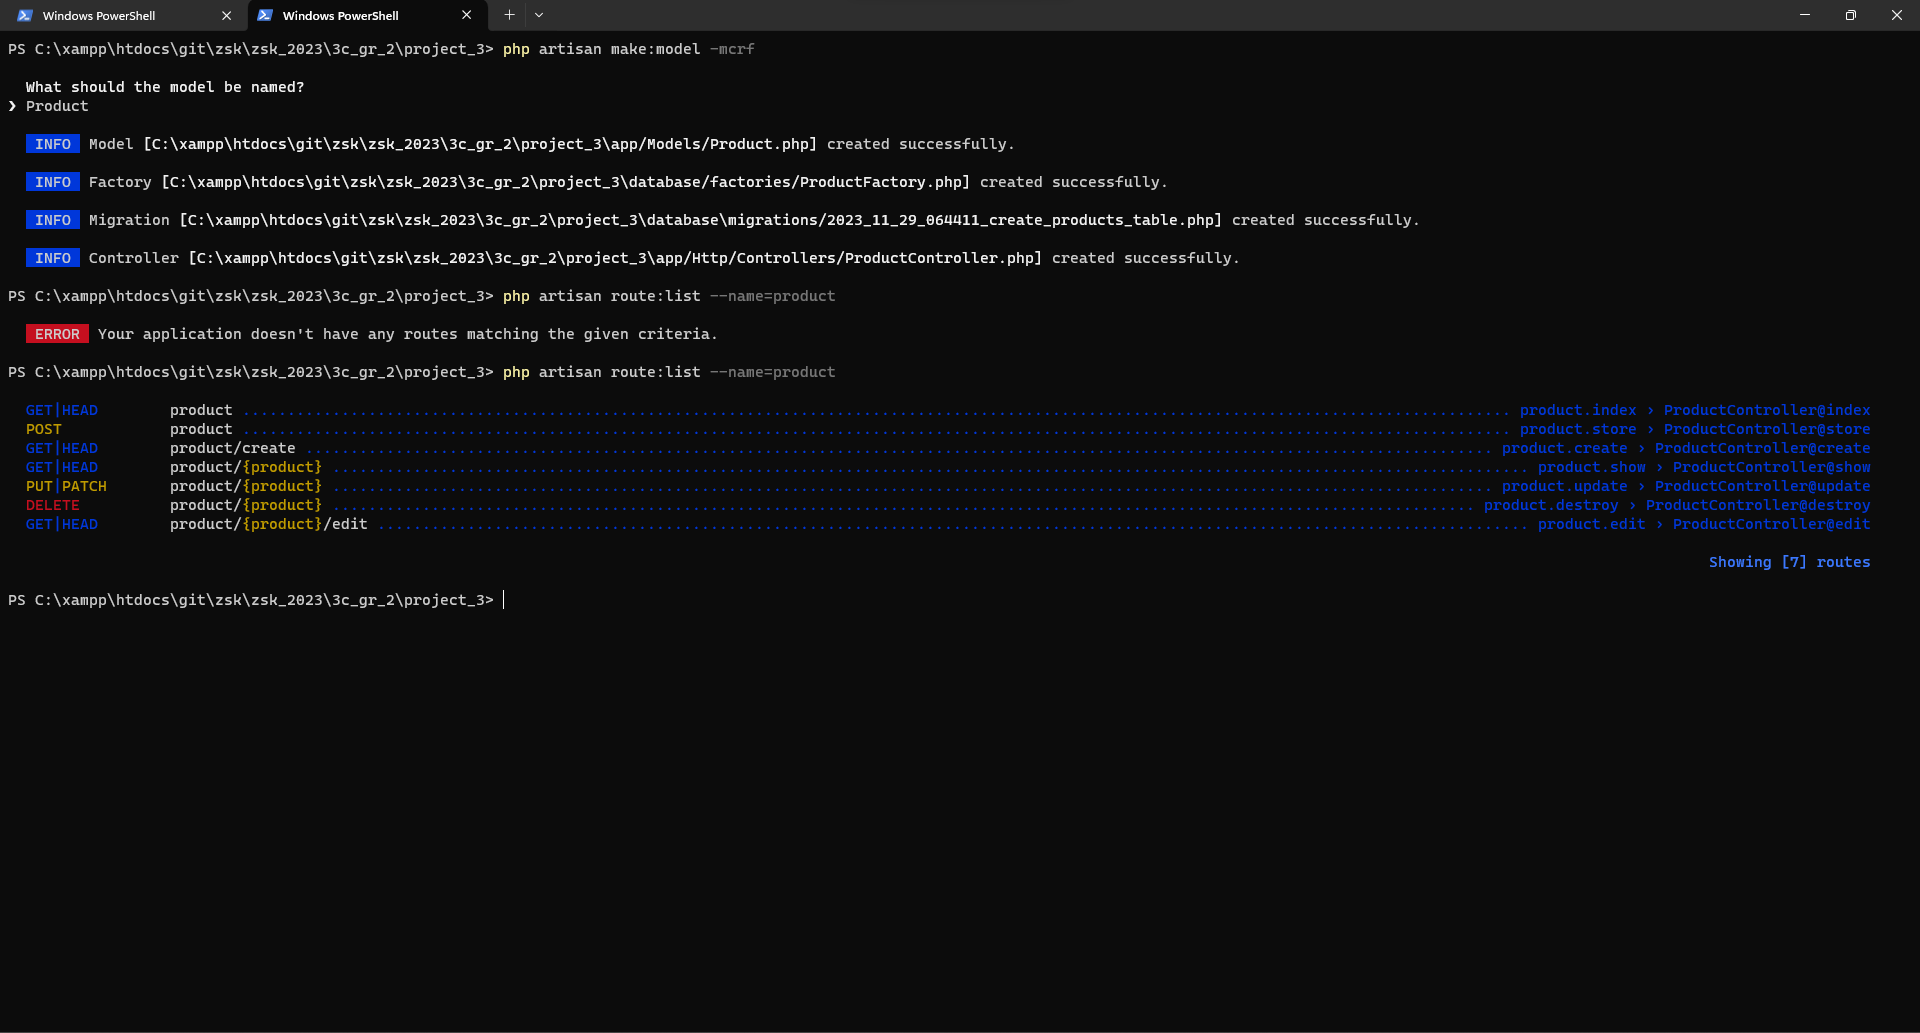 Windows PowerShell
Windows PowerShell
PS C:\xampp\htdocs\git\zsk\zsk_2023\3c_gr_2\project_3> php artisan make:model -mcrf
What should the model be named?
❯ Product
INFO Model [C:\xampp\htdocs\git\zsk\zsk_2023\3c_gr_2\project_3\app/Models/Product.php] created successfully.
INFO Factory [C:\xampp\htdocs\git\zsk\zsk_2023\3c_gr_2\project_3\database/factories/ProductFactory.php] created successfully.
INFO Migration [C:\xampp\htdocs\git\zsk\zsk_2023\3c_gr_2\project_3\database\migrations/2023_11_29_064411_create_products_table.php] created successfully.
INFO Controller [C:\xampp\htdocs\git\zsk\zsk_2023\3c_gr_2\project_3\app/Http/Controllers/ProductController.php] created successfully.
PS C:\xampp\htdocs\git\zsk\zsk_2023\3c_gr_2\project_3> php artisan route:list --name=product
ERROR Your application doesn't have any routes matching the given criteria.
PS C:\xampp\htdocs\git\zsk\zsk_2023\3c_gr_2\project_3> php artisan route:list --name=product
GET|HEAD product ........ product.index › ProductController@index
POST product ........ product.store › ProductController@store
GET|HEAD product/create ........ product.create › ProductController@create
GET|HEAD product/{product} ........ product.show › ProductController@show
PUT|PATCH product/{product} ........ product.update › ProductController@update
DELETE product/{product} ........ product.destroy › ProductController@destroy
GET|HEAD product/{product}/edit ........ product.edit › ProductController@edit
Showing [7] routes
PS C:\xampp\htdocs\git\zsk\zsk_2023\3c_gr_2\project_3>